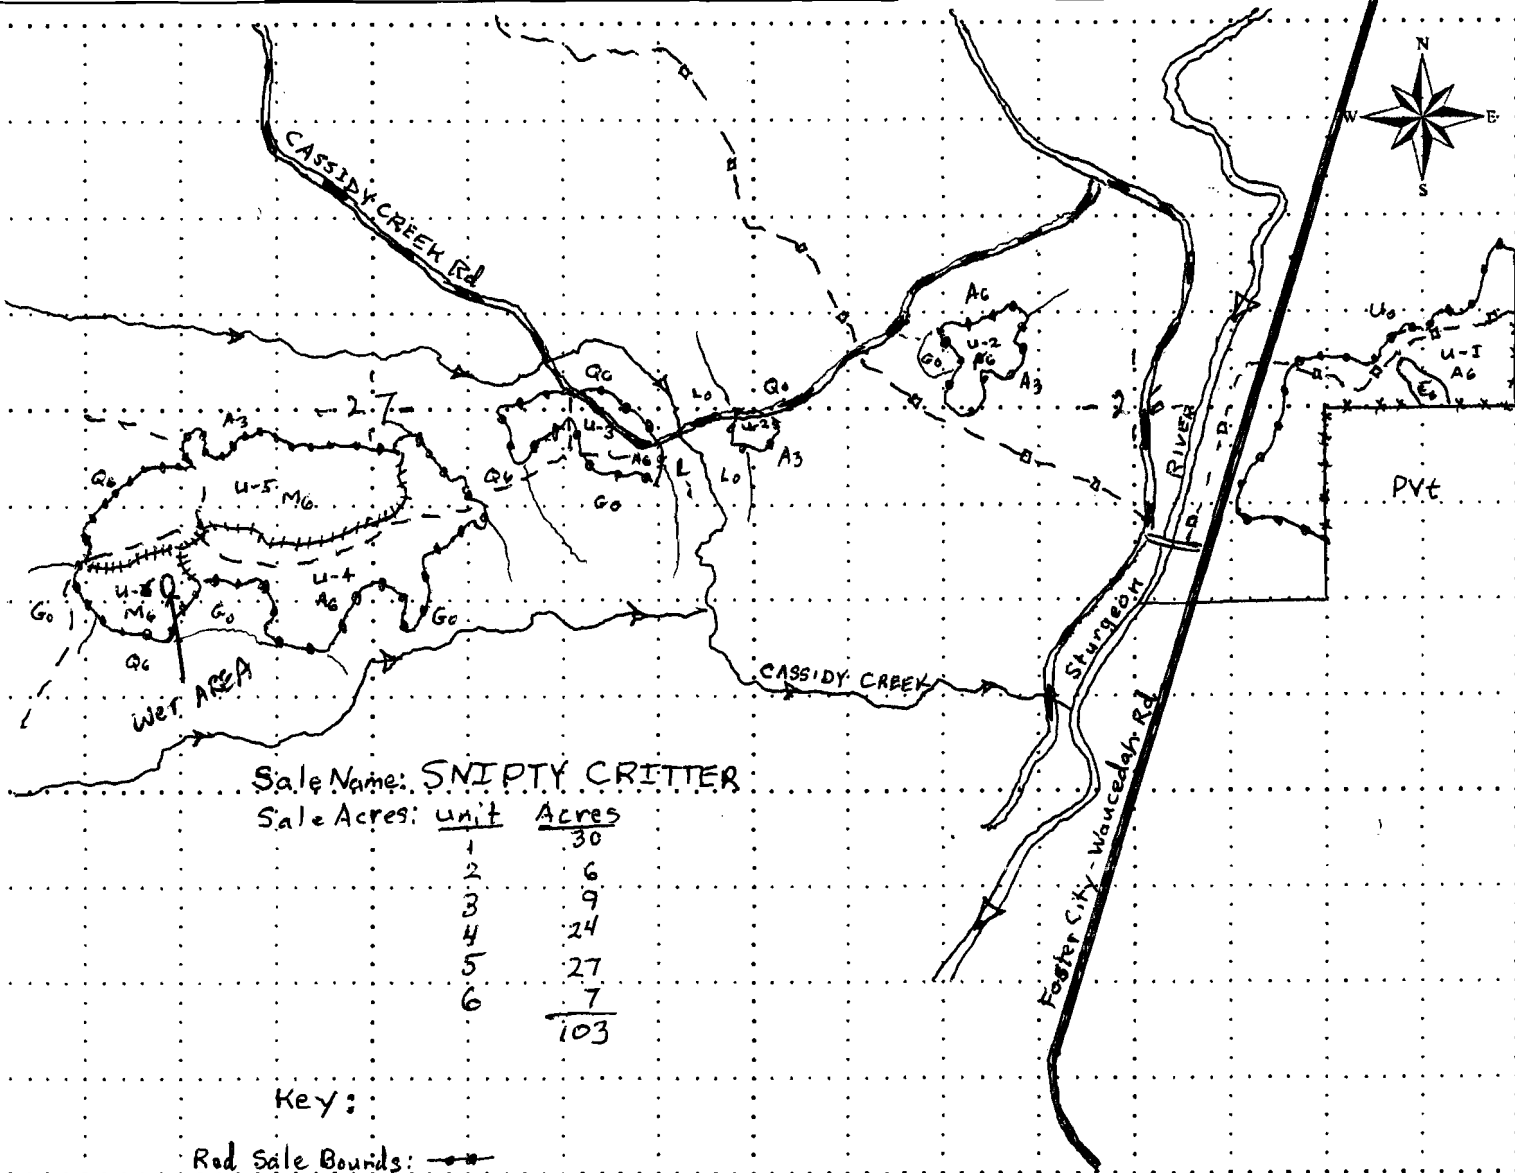 N
W E
S
CASSIDY CREEK Rd
A6
U-2
A6
G0
A3
U0
U-I
A6
E0
Q6
L0
Q0
-27-
-26
U-3
A6
U-2
A3
L0
L
Q6
G0
A3
Q6
U-5
M6
RIVER
PVt
U-4
A6
G0
U-6
M6
G0
G0
Q6
Wet AREA
Sturgeon
CASSIDY CREEK
Foster City-Waucedah Rd
Sale Name: SNIPTY CRITTER
Sale Acres: unit Acres
1 30
2 6
3 9
4 24
5 27
6 7
103
Key:
Red Sale Bounds: